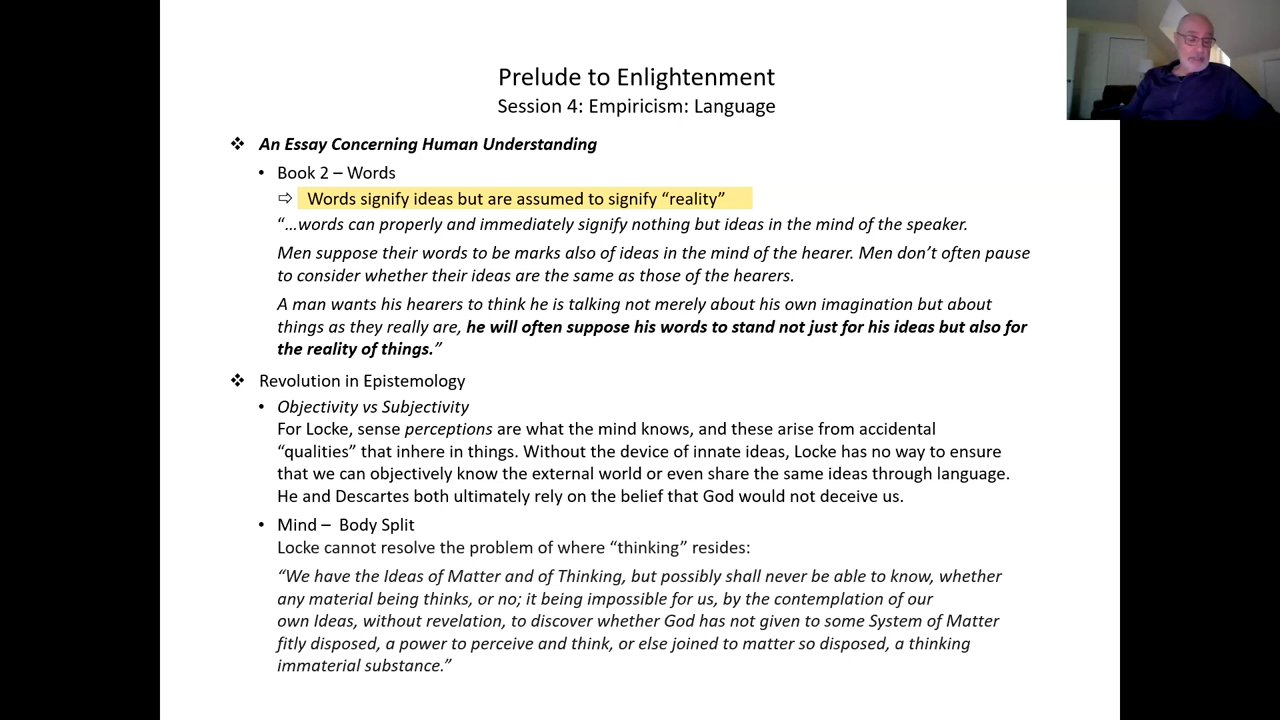 Prelude to Enlightenment
Session 4: Empiricism: Language
❖ An Essay Concerning Human Understanding
• Book 2 – Words
⇨ Words signify ideas but are assumed to signify “reality”
“…words can properly and immediately signify nothing but ideas in the mind of the speaker.
Men suppose their words to be marks also of ideas in the mind of the hearer. Men don’t often pause
to consider whether their ideas are the same as those of the hearers.
A man wants his hearers to think he is talking not merely about his own imagination but about
things as they really are, he will often suppose his words to stand not just for his ideas but also for
the reality of things.”
❖ Revolution in Epistemology
• Objectivity vs Subjectivity
For Locke, sense perceptions are what the mind knows, and these arise from accidental
“qualities” that inhere in things. Without the device of innate ideas, Locke has no way to ensure
that we can objectively know the external world or even share the same ideas through language.
He and Descartes both ultimately rely on the belief that God would not deceive us.
• Mind – Body Split
Locke cannot resolve the problem of where “thinking” resides:
“We have the Ideas of Matter and of Thinking, but possibly shall never be able to know, whether
any material being thinks, or no; it being impossible for us, by the contemplation of our
own Ideas, without revelation, to discover whether God has not given to some System of Matter
fitly disposed, a power to perceive and think, or else joined to matter so disposed, a thinking
immaterial substance.”